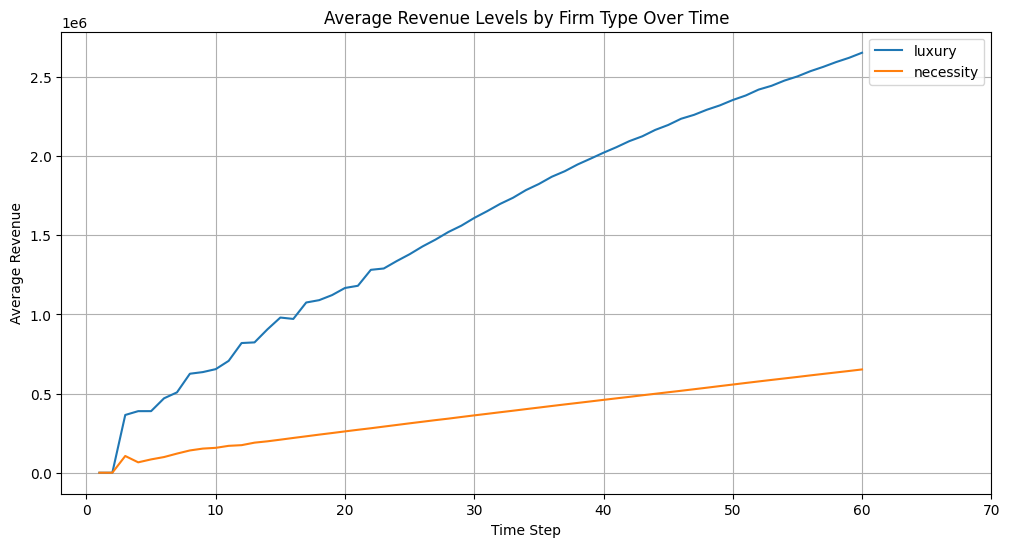 Average Revenue Levels by Firm Type Over Time
1e6
luxury
necessity
Average Revenue
2.5
2.0
1.5
1.0
0.5
0.0
0 10 20 30 40 50 60 70
Time Step